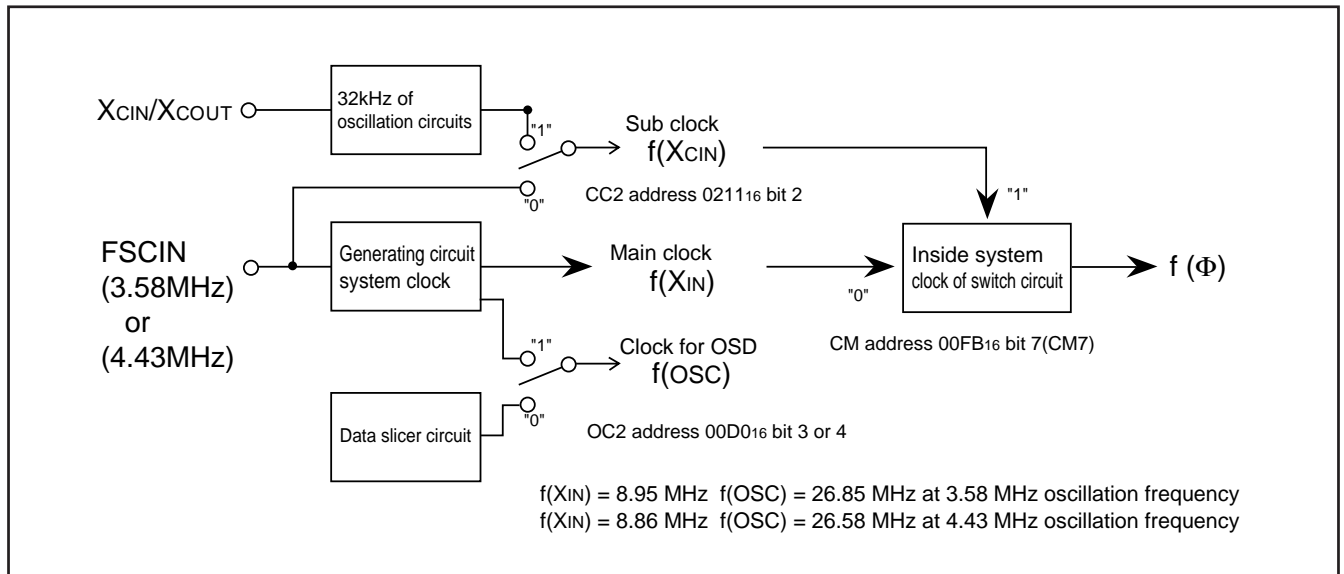 XCIN/XCOUT
32kHz of
oscillation circuits
"1"
Sub clock
f(XCIN)
"0"
CC2 address 021116 bit 2
"1"
FSCIN
(3.58MHz)
or
(4.43MHz)
Generating circuit
system clock
Main clock
f(XIN)
"0"
Inside system
clock of switch circuit
f (Φ)
CM address 00FB16 bit 7(CM7)
"1"
Clock for OSD
f(OSC)
Data slicer circuit
"0"
OC2 address 00D016 bit 3 or 4
f(XIN) = 8.95 MHz f(OSC) = 26.85 MHz at 3.58 MHz oscillation frequency
f(XIN) = 8.86 MHz f(OSC) = 26.58 MHz at 4.43 MHz oscillation frequency